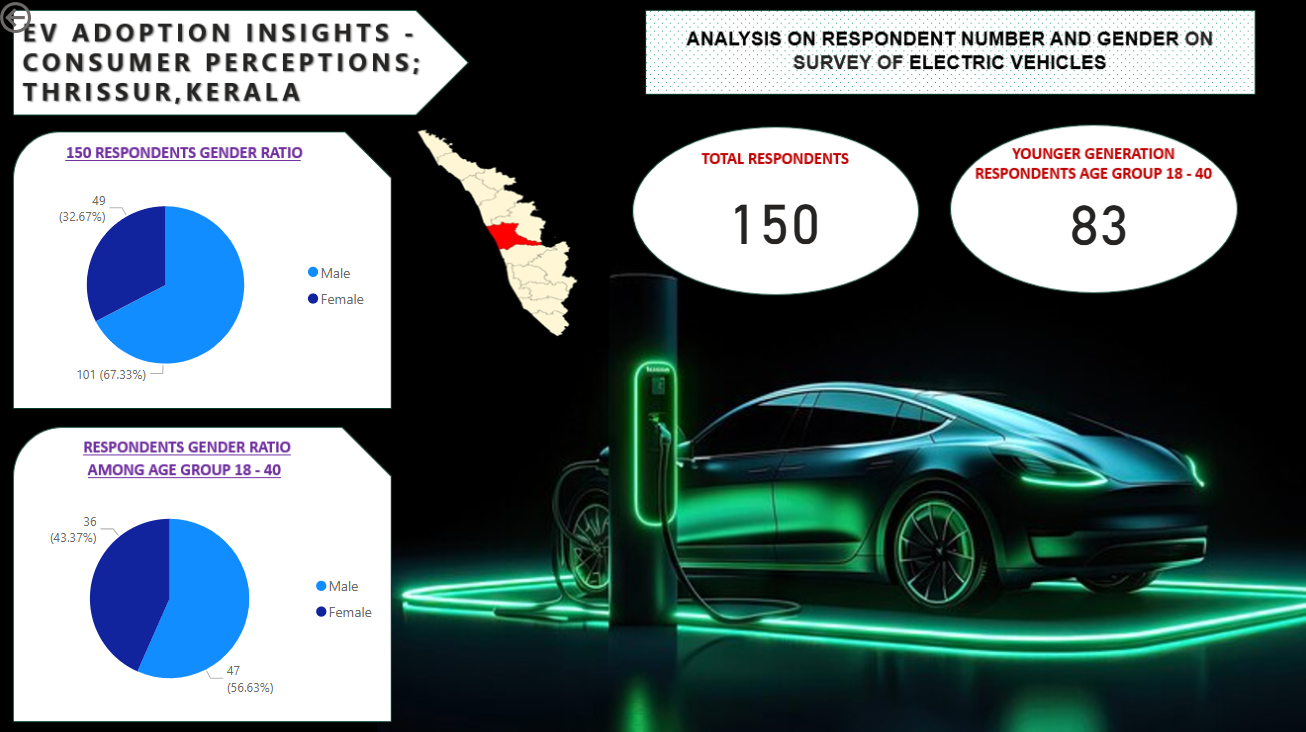 EV ADOPTION INSIGHTS -
CONSUMER PERCEPTIONS;
THRISSUR,KERALA
ANALYSIS ON RESPONDENT NUMBER AND GENDER ON
SURVEY OF ELECTRIC VEHICLES
150 RESPONDENTS GENDER RATIO
49
(32.67%)
Male
Female
101 (67.33%)
TOTAL RESPONDENTS
150
YOUNGER GENERATION
RESPONDENTS AGE GROUP 18 - 40
83
RESPONDENTS GENDER RATIO
AMONG AGE GROUP 18 - 40
36
(43.37%)
Male
Female
47
(56.63%)